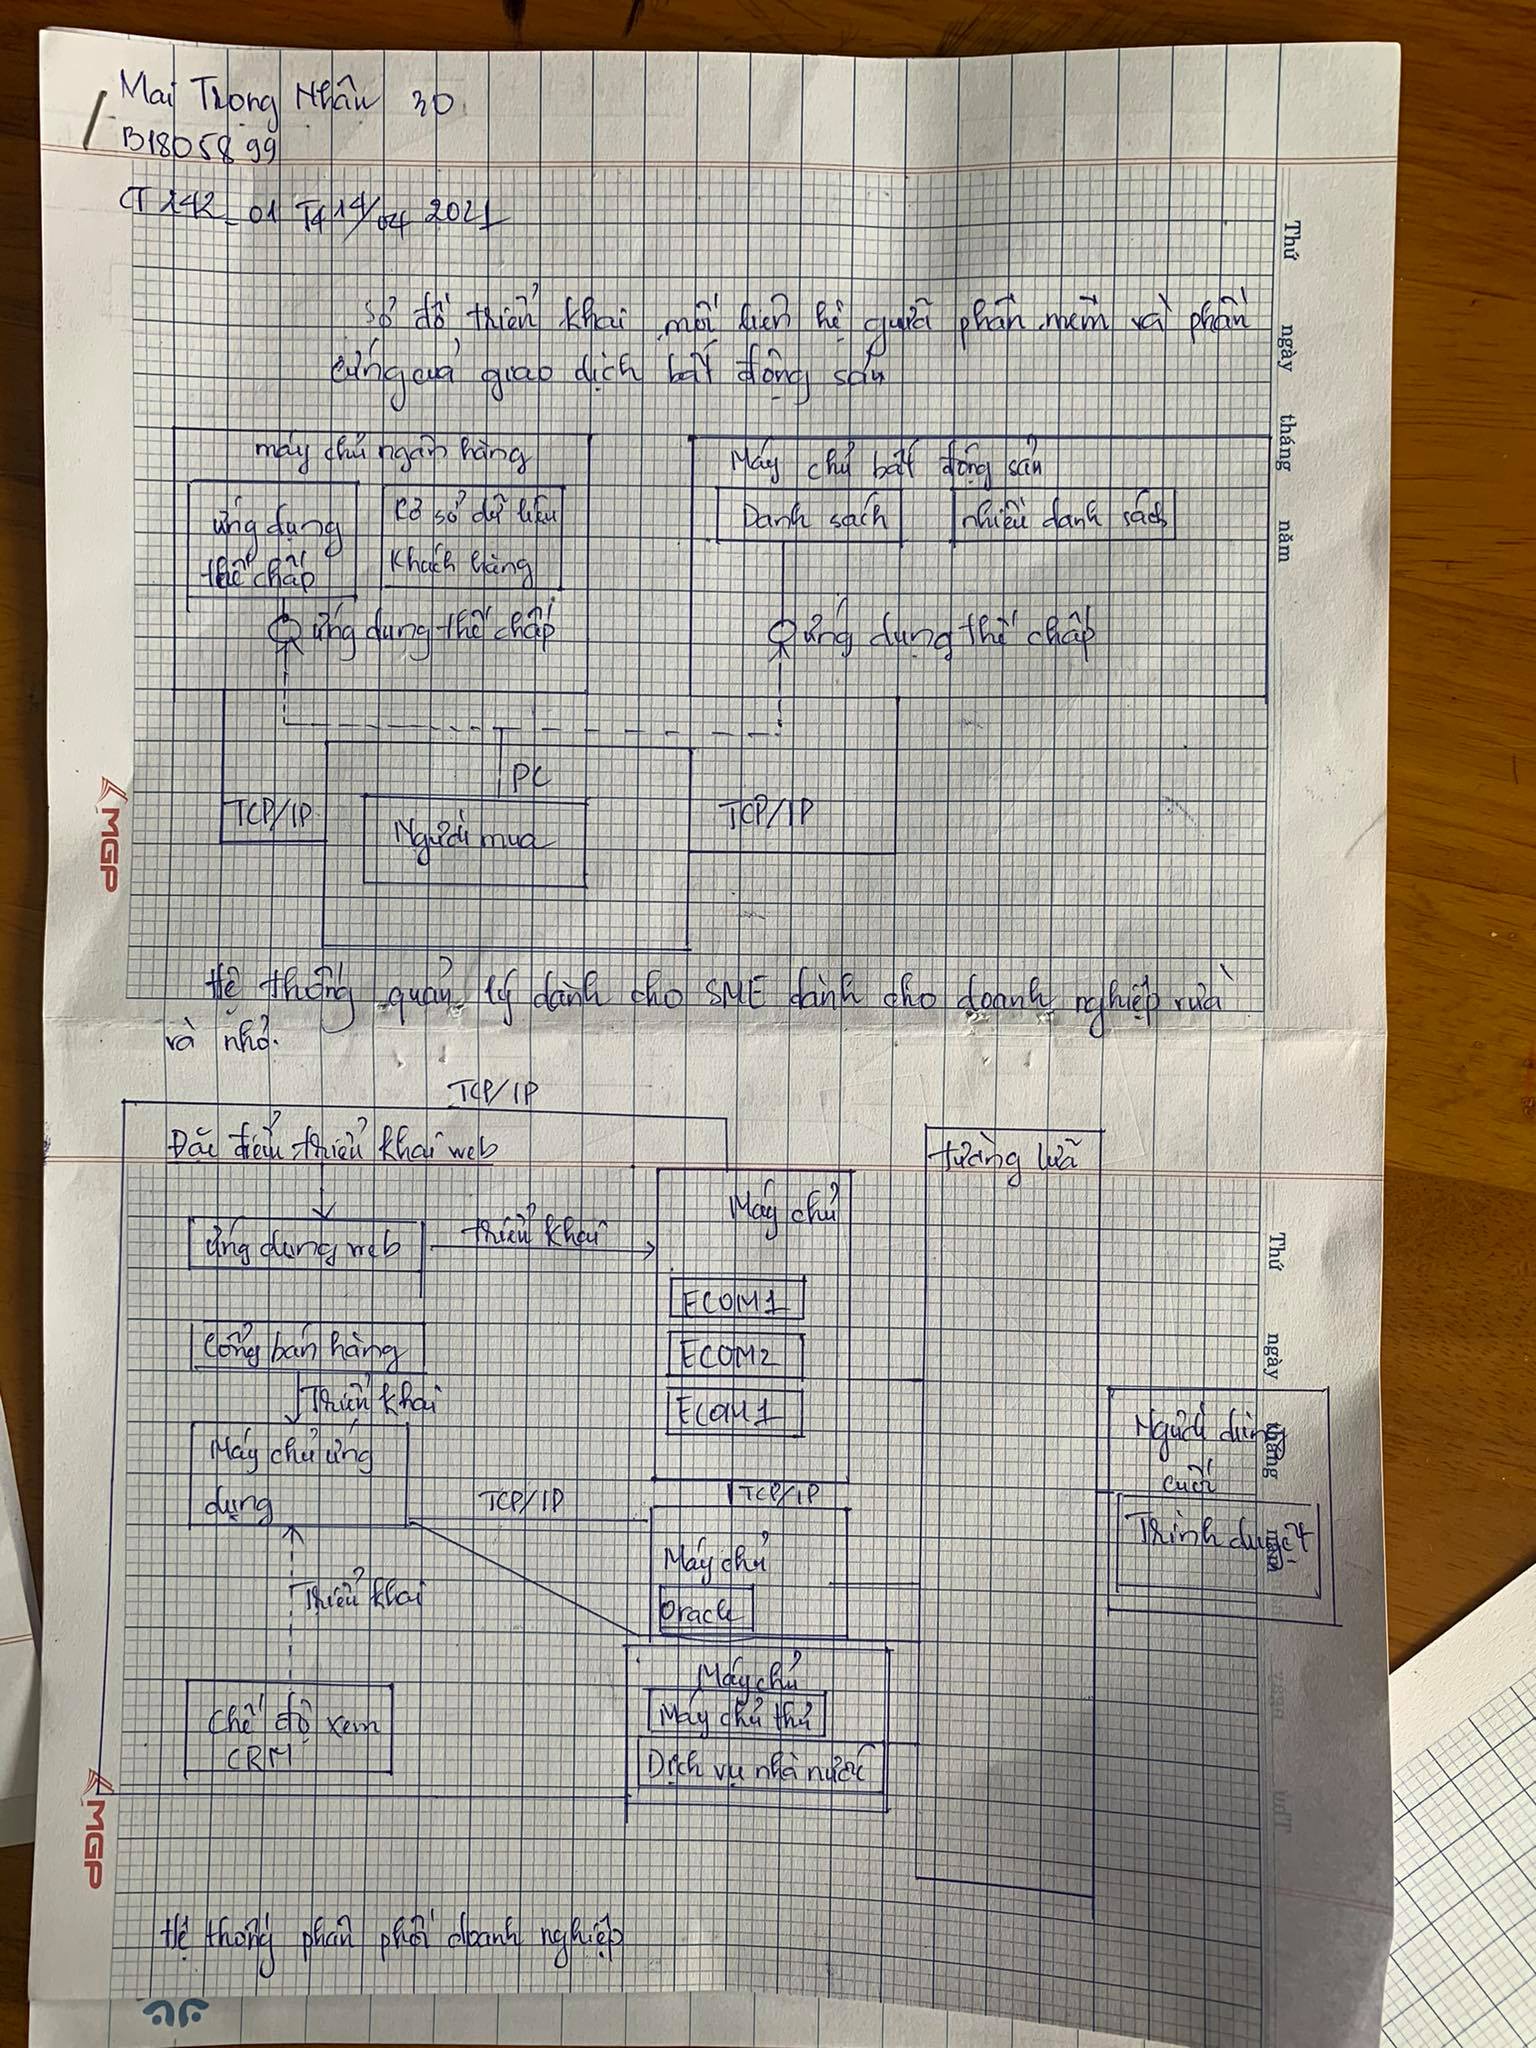 Mai Trọng Nhân 30
B1805899
CT242_01 T4 14/04 2021
Sơ đồ triển khai mối liên hệ giữa phần mềm và phần
cứng của giao dịch bất động sản
máy chủ ngân hàng
ứng dụng
thế chấp
Cơ sở dữ liệu
khách hàng
ứng dụng thế chấp
Máy chủ bất động sản
Danh sách
nhiều danh sách
ứng dụng thế chấp
PC
TCP/IP
Người mua
TCP/IP
Hệ thống quản lý dành cho SME dành cho doanh nghiệp vừa
và nhỏ.
TCP/IP
Đặc điểm triển khai web
tường lửa
ứng dụng web
triển khai
Máy chủ
ECOM1
ECOM2
ECOM1
Cổng bán hàng
Triển khai
Máy chủ ứng
dụng
TCP/IP
TCP/IP
Người dùng
cuối
Trình duyệt
Máy chủ
Oracle
Triển khai
Máy chủ
Máy chủ thư
Dịch vụ nhà nước
Chế độ xem
CRM
Hệ thống phân phối doanh nghiệp
Thứ ngày tháng năm
Thứ ngày tháng năm
MGP
MGP